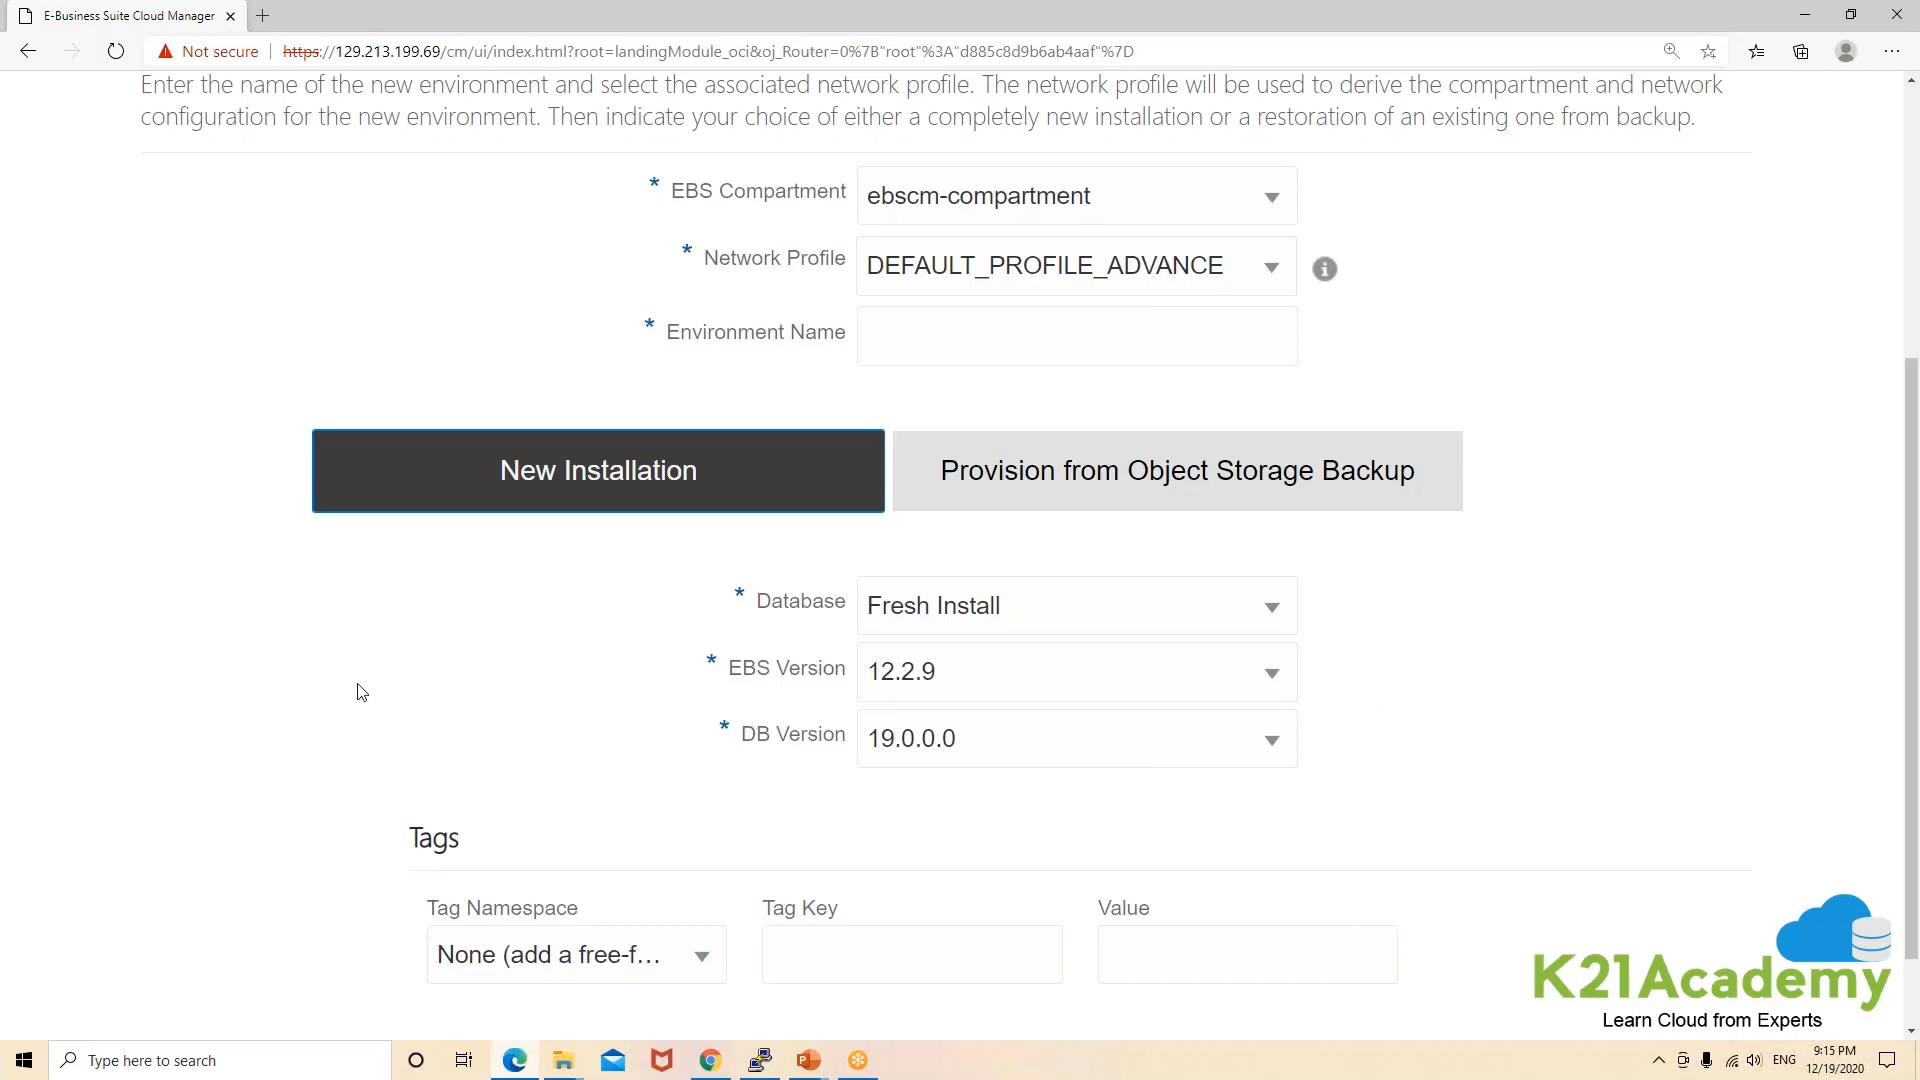 E-Business Suite Cloud Manager
Not secure https://129.213.199.69/cm/ui/index.html?root=landingModule_oci&oj_Router=0%7B"root"%3A"d885c8d9b6ab4aaf"%7D
Enter the name of the new environment and select the associated network profile. The network profile will be used to derive the compartment and network
configuration for the new environment. Then indicate your choice of either a completely new installation or a restoration of an existing one from backup.
* EBS Compartment ebscm-compartment
* Network Profile DEFAULT_PROFILE_ADVANCE
* Environment Name
New Installation Provision from Object Storage Backup
* Database Fresh Install
* EBS Version 12.2.9
* DB Version 19.0.0.0
Tags
Tag Namespace Tag Key Value
None (add a free-f...
K21Academy
Learn Cloud from Experts
Type here to search
ENG
9:15 PM
12/19/2020